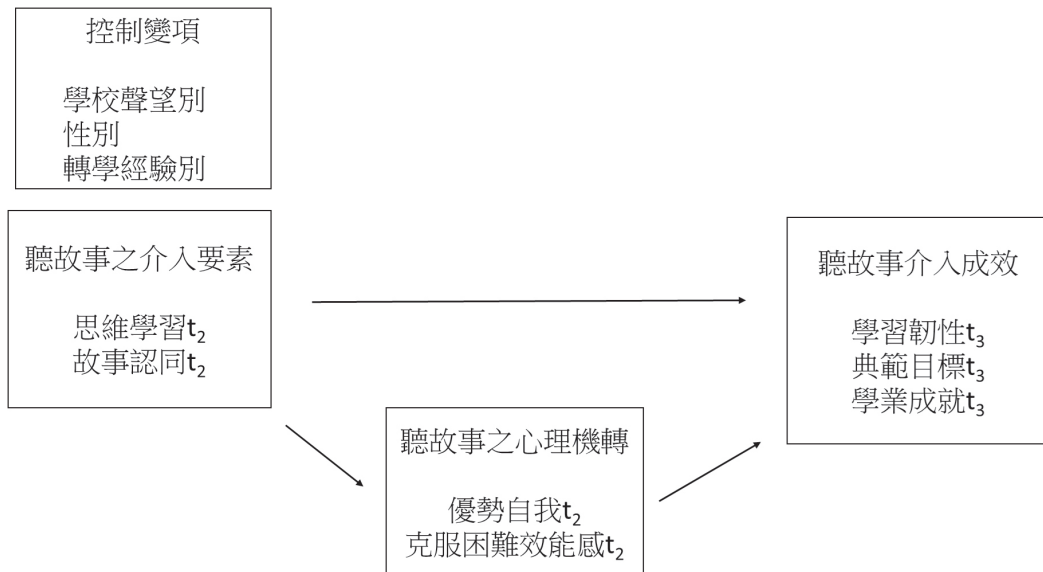 控制變項
學校聲望別
性別
轉學經驗別
聽故事之介入要素
思維學習t₂
故事認同t₂
聽故事之心理機轉
優勢自我t₂
克服困難效能感t₂
聽故事介入成效
學習韌性t₃
典範目標t₃
學業成就t₃